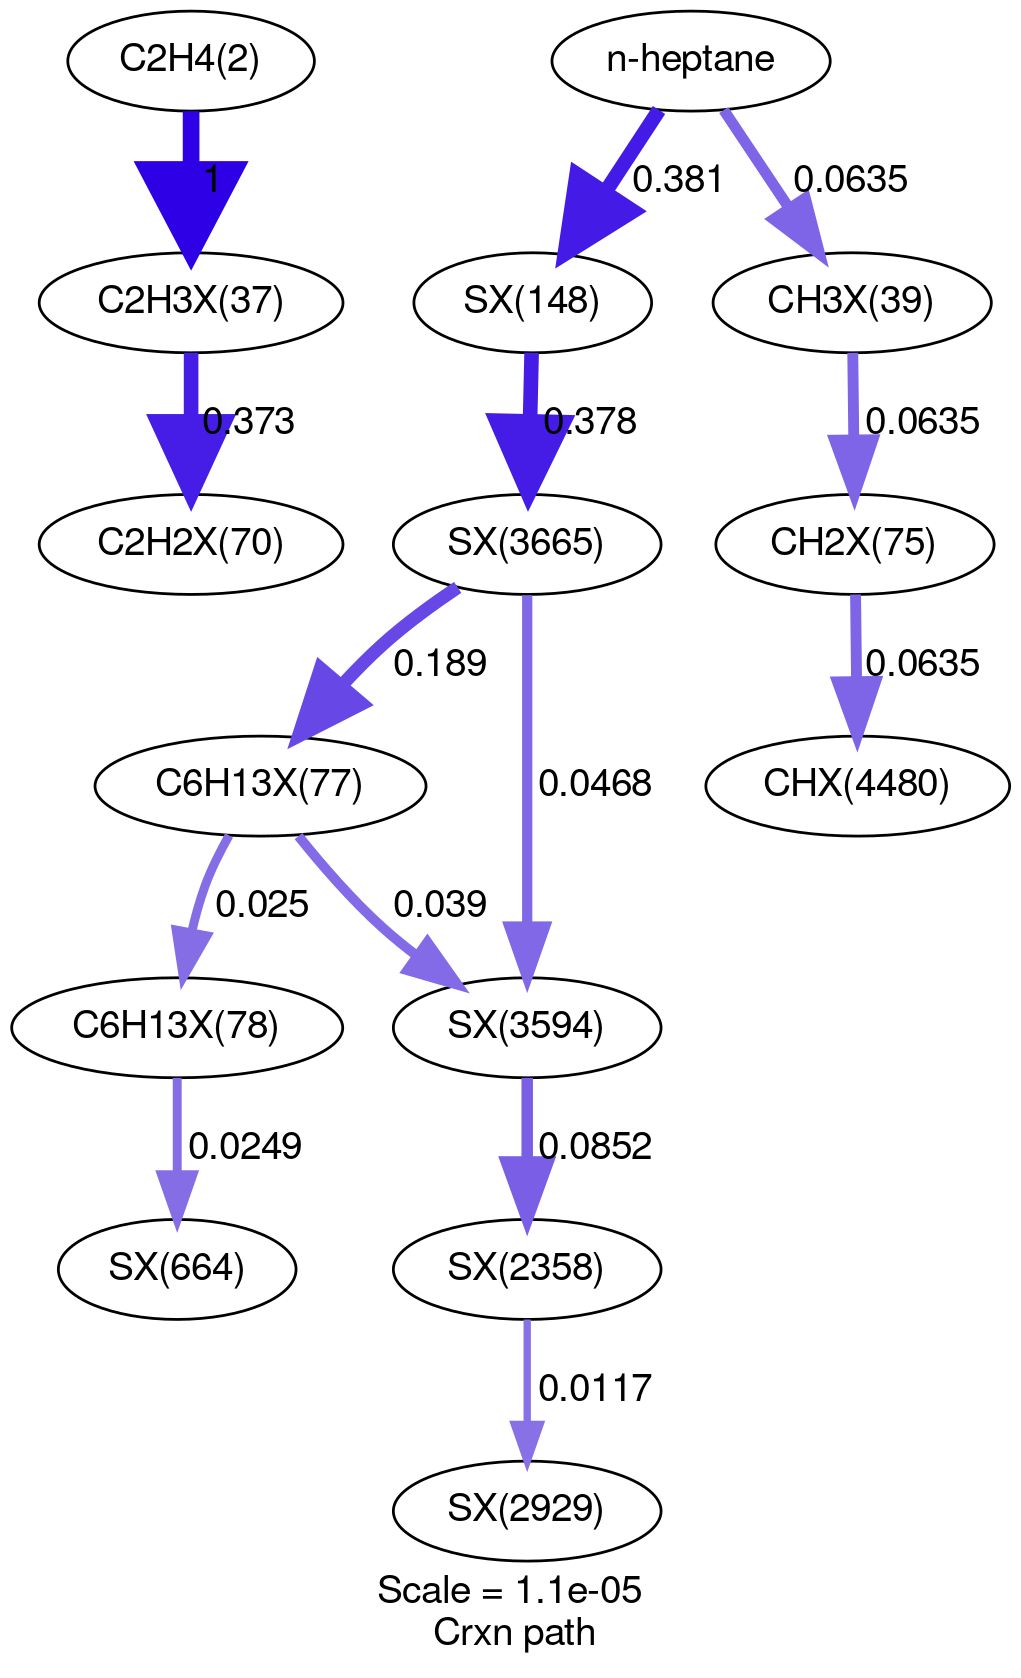 C2H4(2)
n-heptane
1
0.381
0.0635
C2H3X(37)
SX(148)
CH3X(39)
0.373
0.378
0.0635
C2H2X(70)
SX(3665)
CH2X(75)
0.189
0.0635
C6H13X(77)
0.0468
CHX(4480)
0.025
0.039
C6H13X(78)
SX(3594)
0.0249
0.0852
SX(664)
SX(2358)
0.0117
SX(2929)
Scale = 1.1e-05
Crxn path